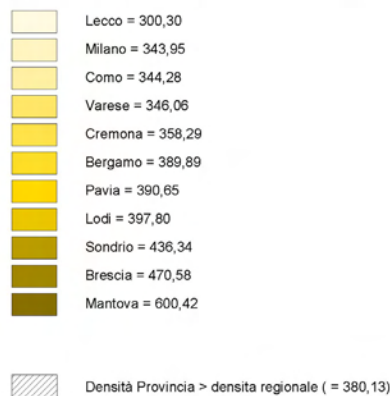 Lecco = 300,30
Milano = 343,95
Como = 344,28
Varese = 346,06
Cremona = 358,29
Bergamo = 389,89
Pavia = 390,65
Lodi = 397,80
Sondrio = 436,34
Brescia = 470,58
Mantova = 600,42
Densità Provincia > densita regionale ( = 380,13)